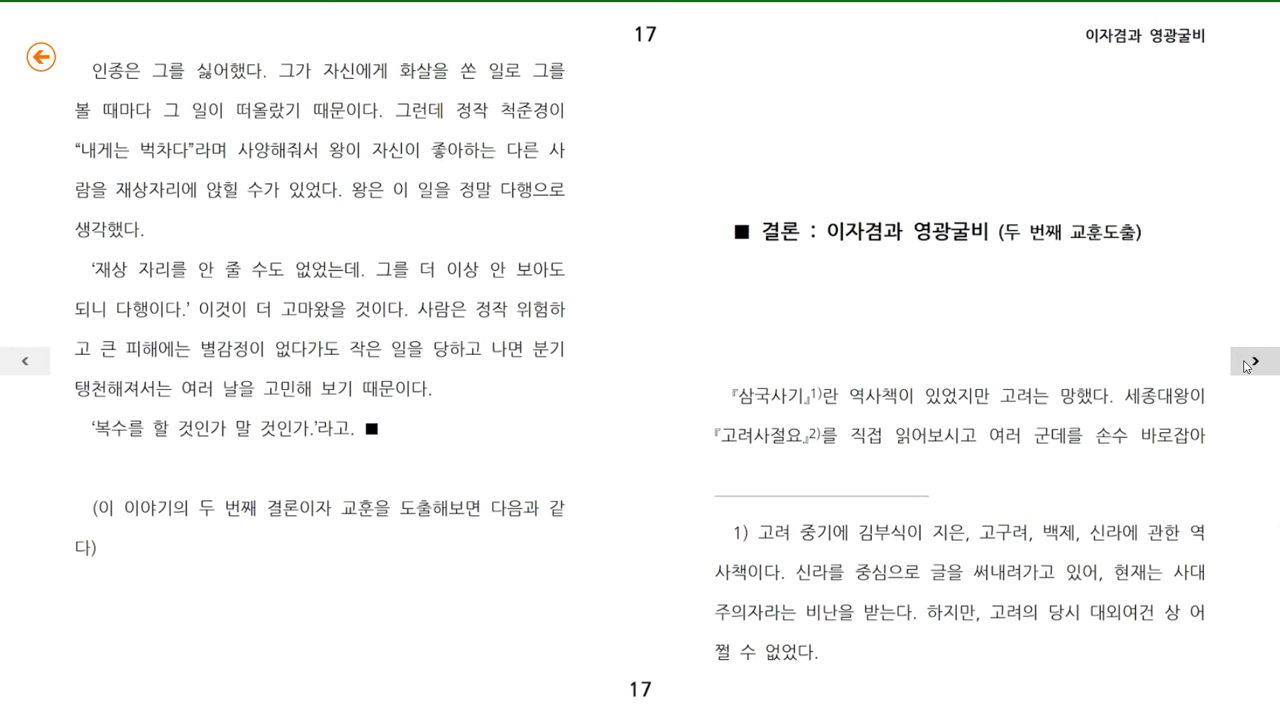 17
이자겸과 영광굴비
인종은 그를 싫어했다. 그가 자신에게 화살을 쏜 일로 그를
볼 때마다 그 일이 떠올랐기 때문이다. 그런데 정작 척준경이
“내게는 벅차다”라며 사양해줘서 왕이 자신이 좋아하는 다른 사
람을 재상자리에 앉힐 수가 있었다. 왕은 이 일을 정말 다행으로
생각했다.
‘재상 자리를 안 줄 수도 없었는데. 그를 더 이상 안 보아도
되니 다행이다.’ 이것이 더 고마왔을 것이다. 사람은 정작 위험하
고 큰 피해에는 별감정이 없다가도 작은 일을 당하고 나면 분기
탱천해져서는 여러 날을 고민해 보기 때문이다.
‘복수를 할 것인가 말 것인가.’라고. ■
(이 이야기의 두 번째 결론이자 교훈을 도출해보면 다음과 같
다)
■ 결론 : 이자겸과 영광굴비 (두 번째 교훈도출)
『삼국사기』1)란 역사책이 있었지만 고려는 망했다. 세종대왕이
『고려사절요』2)를 직접 읽어보시고 여러 군데를 손수 바로잡아
1) 고려 중기에 김부식이 지은, 고구려, 백제, 신라에 관한 역
사책이다. 신라를 중심으로 글을 써내려가고 있어, 현재는 사대
주의자라는 비난을 받는다. 하지만, 고려의 당시 대외여건 상 어
쩔 수 없었다.
17